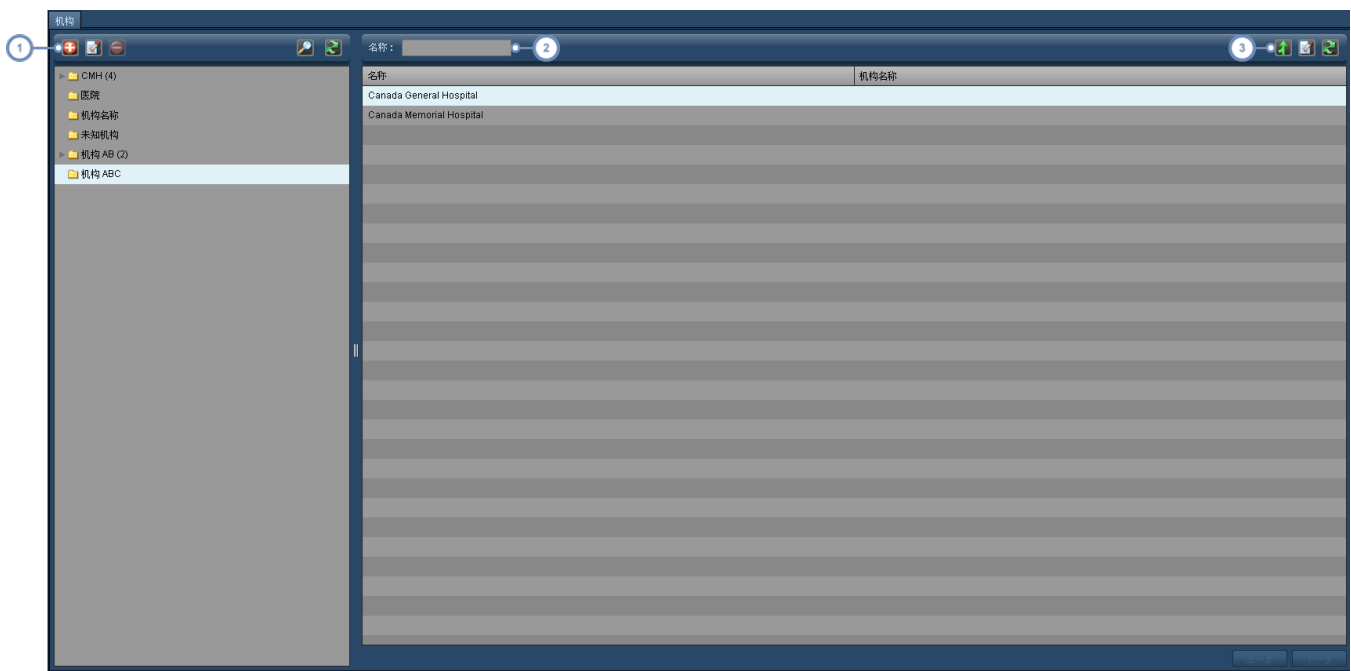 机构
1
名称：
2
3
CMH (4)
医院
机构名称
未知机构
机构 AB (2)
机构 ABC
名称 机构名称
Canada General Hospital
Canada Memorial Hospital